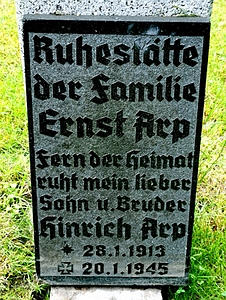 Ruhestätte
der Familie
Ernst Arp
Fern der Heimat
ruht mein lieber
Sohn u. Bruder
Hinrich Arp
* 28.1.1913
✠ 20.1.1945